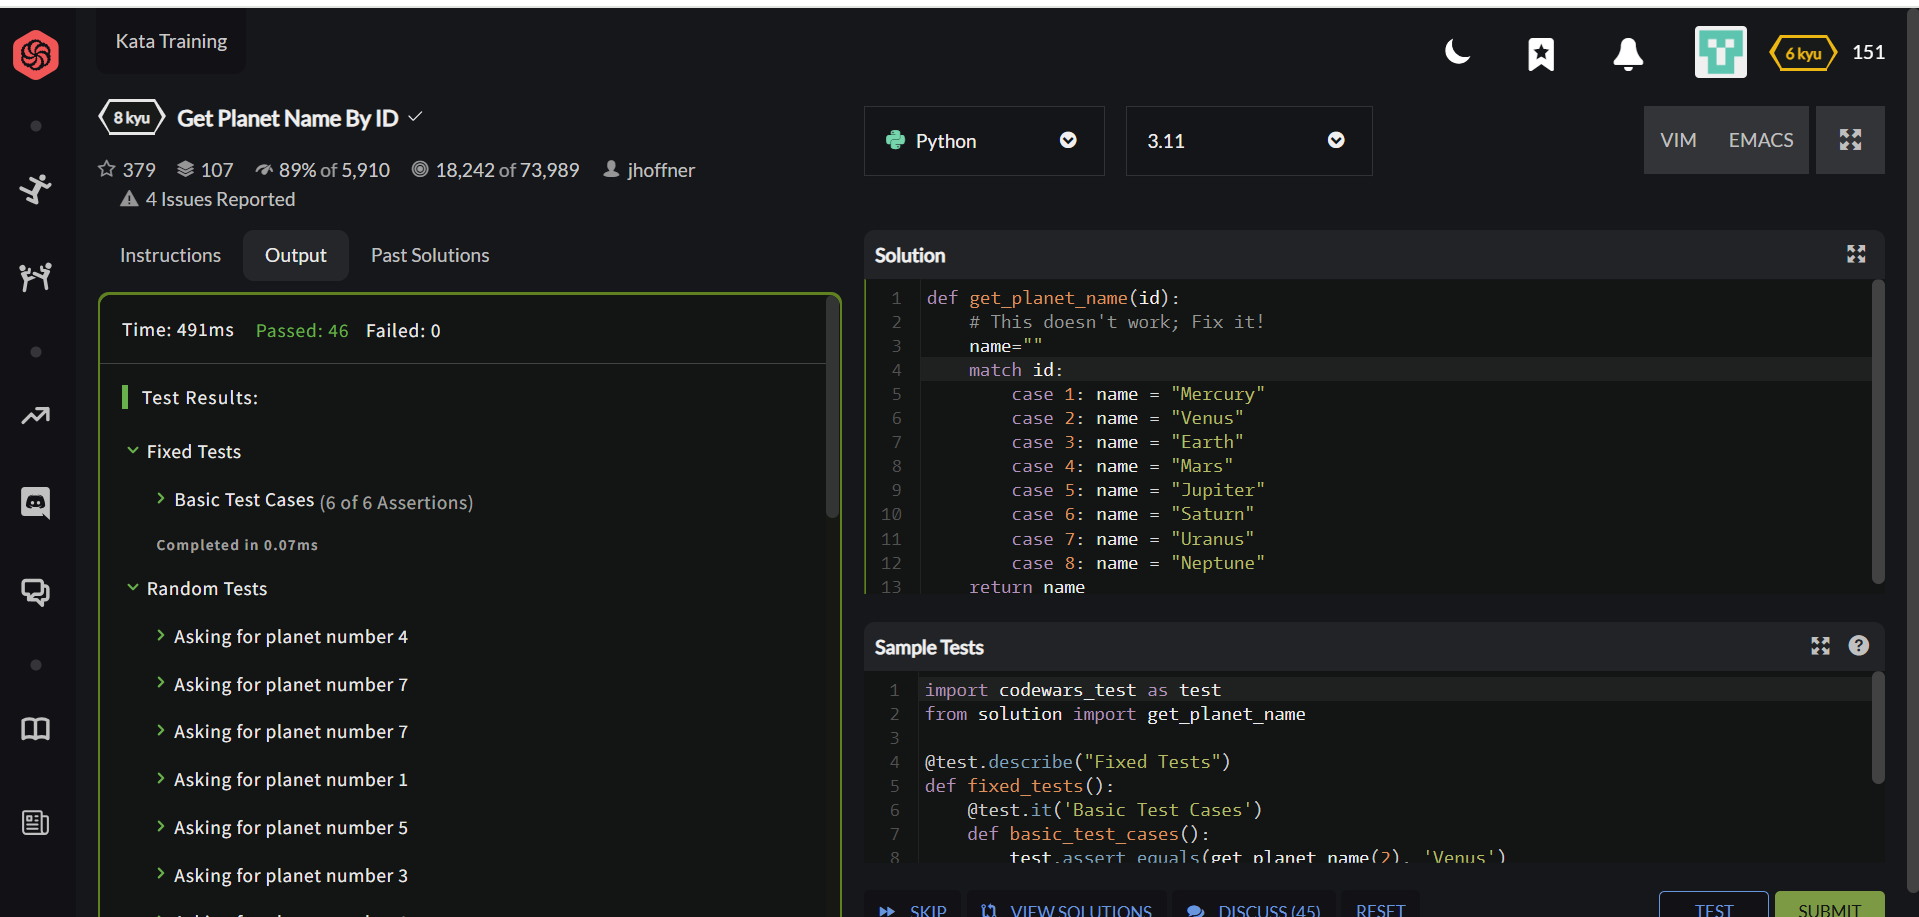 Kata Training
6 kyu 151
8 kyu Get Planet Name By ID
379 107 89% of 5,910 18,242 of 73,989 jhoffner
4 Issues Reported
Instructions Output Past Solutions
Time: 491ms Passed: 46 Failed: 0
Test Results:
Fixed Tests
Basic Test Cases (6 of 6 Assertions)
Completed in 0.07ms
Random Tests
Asking for planet number 4
Asking for planet number 7
Asking for planet number 7
Asking for planet number 1
Asking for planet number 5
Asking for planet number 3
Python 3.11 VIM EMACS
Solution
1 def get_planet_name(id):
2 # This doesn't work; Fix it!
3 name=""
4 match id:
5 case 1: name = "Mercury"
6 case 2: name = "Venus"
7 case 3: name = "Earth"
8 case 4: name = "Mars"
9 case 5: name = "Jupiter"
10 case 6: name = "Saturn"
11 case 7: name = "Uranus"
12 case 8: name = "Neptune"
13 return name
Sample Tests
1 import codewars_test as test
2 from solution import get_planet_name
3
4 @test.describe("Fixed Tests")
5 def fixed_tests():
6 @test.it('Basic Test Cases')
7 def basic_test_cases():
8 test.assert_equals(get_planet_name(2), 'Venus')
SKIP VIEW SOLUTIONS DISCUSS (45) RESET TEST SUBMIT